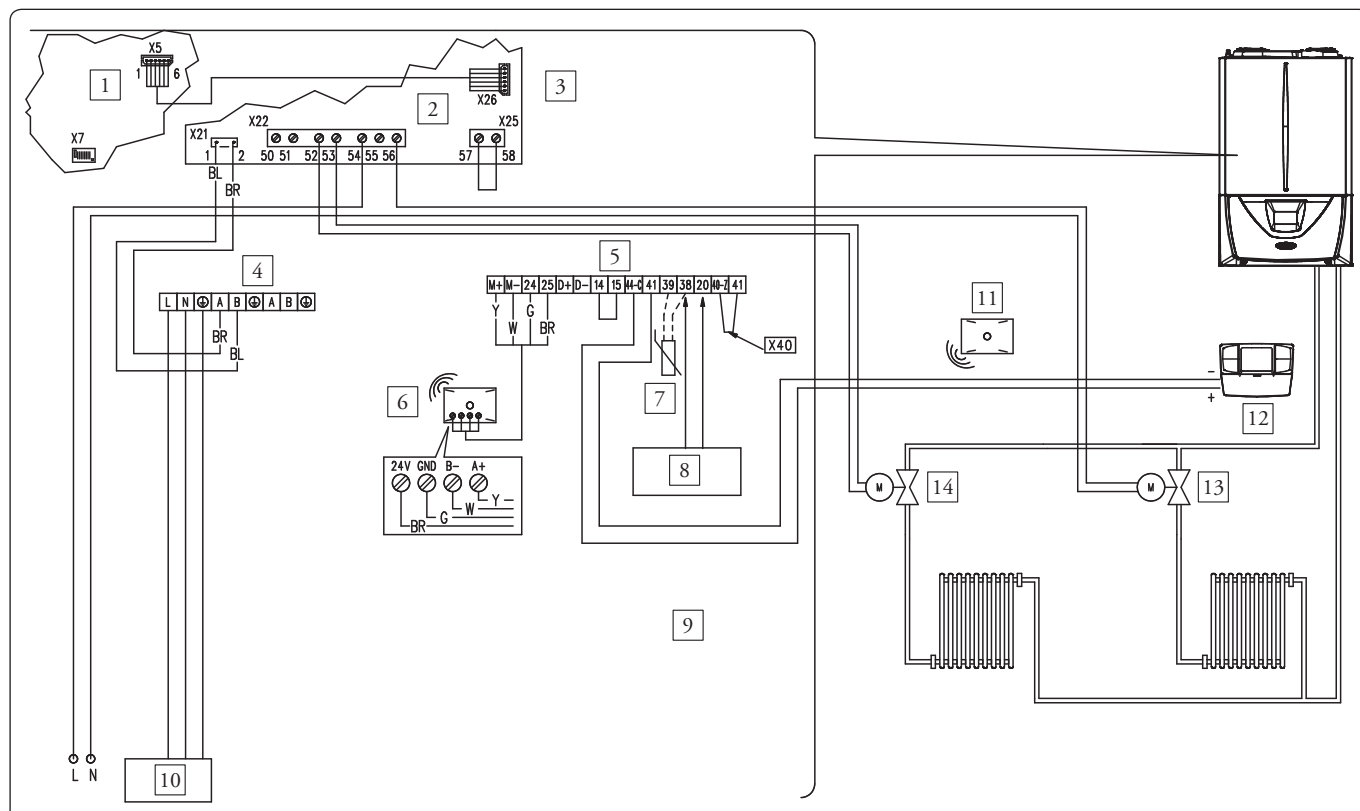 X5
1
1
6
X7
2
X26
3
X21
X22
X25
1
2
50 51 52 53 54 55 56
57 58
BL
BR
4
L N A B A B
BR
BL
5
M+ M- 24 25 D+ D- 14 15 44-C 41 39 38 20 40-Z 41
Y
W
G
BR
X40
6
7
8
24V GND B- A+
Y
W
G
BR
9
L N
10
11
-
+
12
M
14
M
13